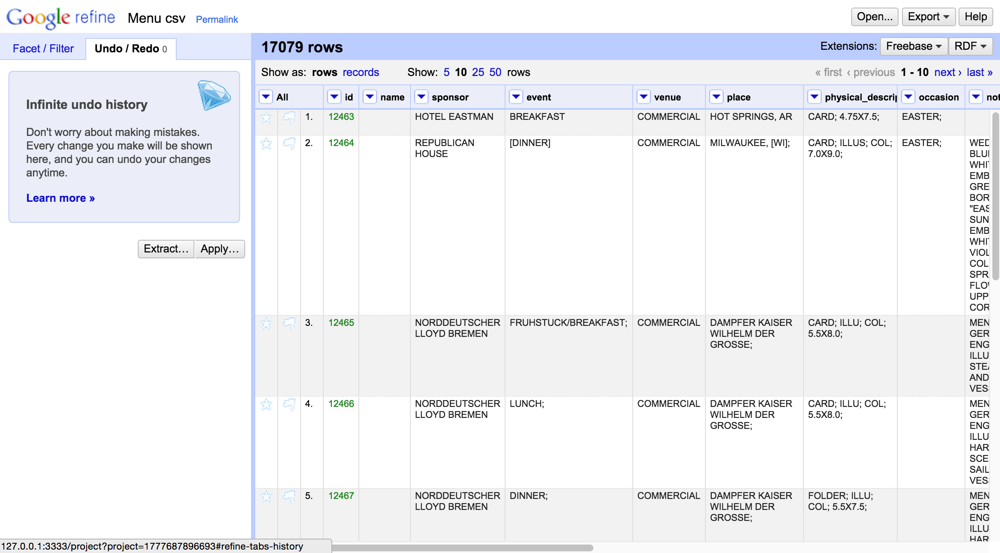 Google refine Menu csv Permalink
Open... Export Help
Facet / Filter Undo / Redo 0
Infinite undo history
Don't worry about making mistakes.
Every change you make will be shown
here, and you can undo your changes
anytime.
Learn more »
Extract... Apply...
17079 rows
Extensions: Freebase RDF
Show as: rows records Show: 5 10 25 50 rows
« first ‹ previous 1 - 10 next › last »
All id name sponsor event venue place physical_descrip occasion not
1. 12463 HOTEL EASTMAN BREAKFAST COMMERCIAL HOT SPRINGS, AR CARD; 4.75X7.5; EASTER;
2. 12464 REPUBLICAN [DINNER] COMMERCIAL MILWAUKEE, [WI]; CARD; ILLUS; COL; EASTER; WED
HOUSE 7.0X9.0;
GRE
BOR
"EAS
SUN
EMB
VIOL
COL
SPR
UPP
COR
3. 12465 NORDDEUTSCHER FRUHSTUCK/BREAKFAST; COMMERCIAL DAMPFER KAISER CARD; ILLU; COL; MEN
LLOYD BREMEN WILHELM DER 5.5X8.0; GER
GROSSE; ENG
ILLU
STEA
AND
VES
4. 12466 NORDDEUTSCHER LUNCH; COMMERCIAL DAMPFER KAISER CARD; ILLU; COL; MEN
LLOYD BREMEN WILHELM DER 5.5X8.0; GER
GROSSE; ENG
ILLU
HAR
SCE
SAIL
VES
5. 12467 NORDDEUTSCHER DINNER; COMMERCIAL DAMPFER KAISER FOLDER; ILLU; MEN
LLOYD BREMEN WILHELM DER COL; 5.5X7.5; GER
GROSSE; ENG
ILLU
HAR
127.0.0.1:3333/project?project=1777687896693#refine-tabs-history